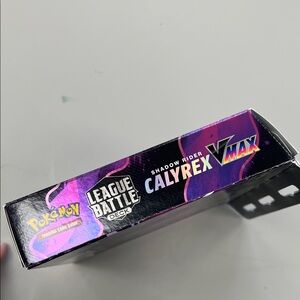 Pokémon
TRADING CARD GAME
LEAGUE
BATTLE
DECK
SHADOW RIDER
CALYREX
VMAX